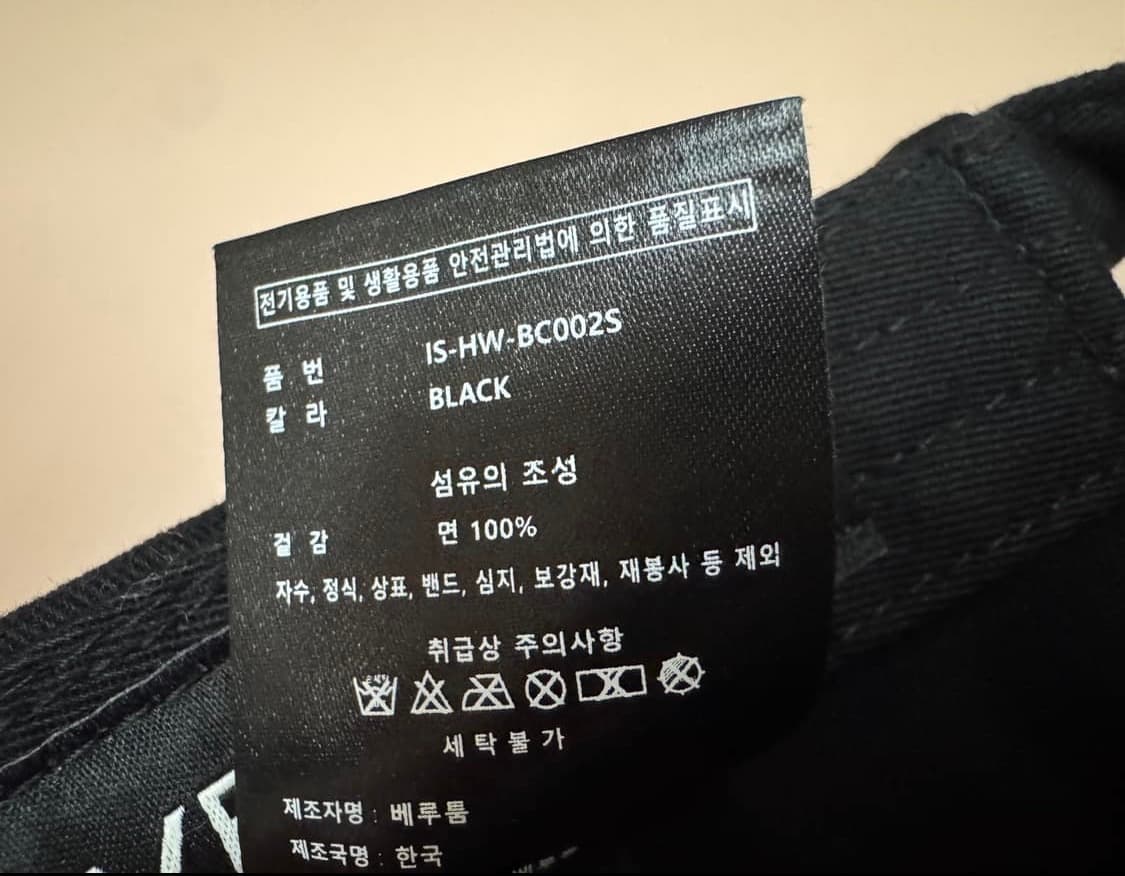 전기용품 및 생활용품 안전관리법에 의한 품질표시
품 번 IS-HW-BC002S
칼 라 BLACK
섬유의 조성
겉 감 면 100%
자수, 정식, 상표, 밴드, 심지, 보강재, 재봉사 등 제외
취급상 주의사항
세 탁 불 가
제조자명 : 베루툼
제조국명 : 한국